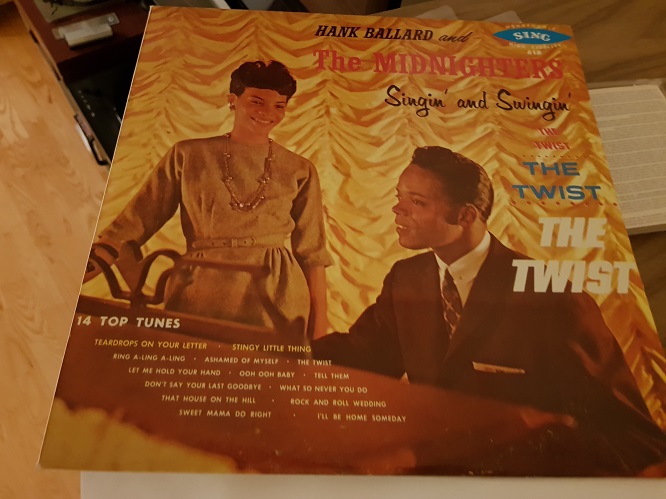 HANK BALLARD and
The MIDNIGHTERS
SING
618
Singin' and Swingin'
THE
TWIST
THE
TWIST
THE
TWIST
14 TOP TUNES
TEARDROPS ON YOUR LETTER · STINGY LITTLE THING
RING A-LING A-LING · ASHAMED OF MYSELF · THE TWIST
LET ME HOLD YOUR HAND · OOH OOH BABY · TELL THEM
DON'T SAY YOUR LAST GOODBYE · WHAT SO NEVER YOU DO
THAT HOUSE ON THE HILL · ROCK AND ROLL WEDDING
SWEET MAMA DO RIGHT · I'LL BE HOME SOMEDAY